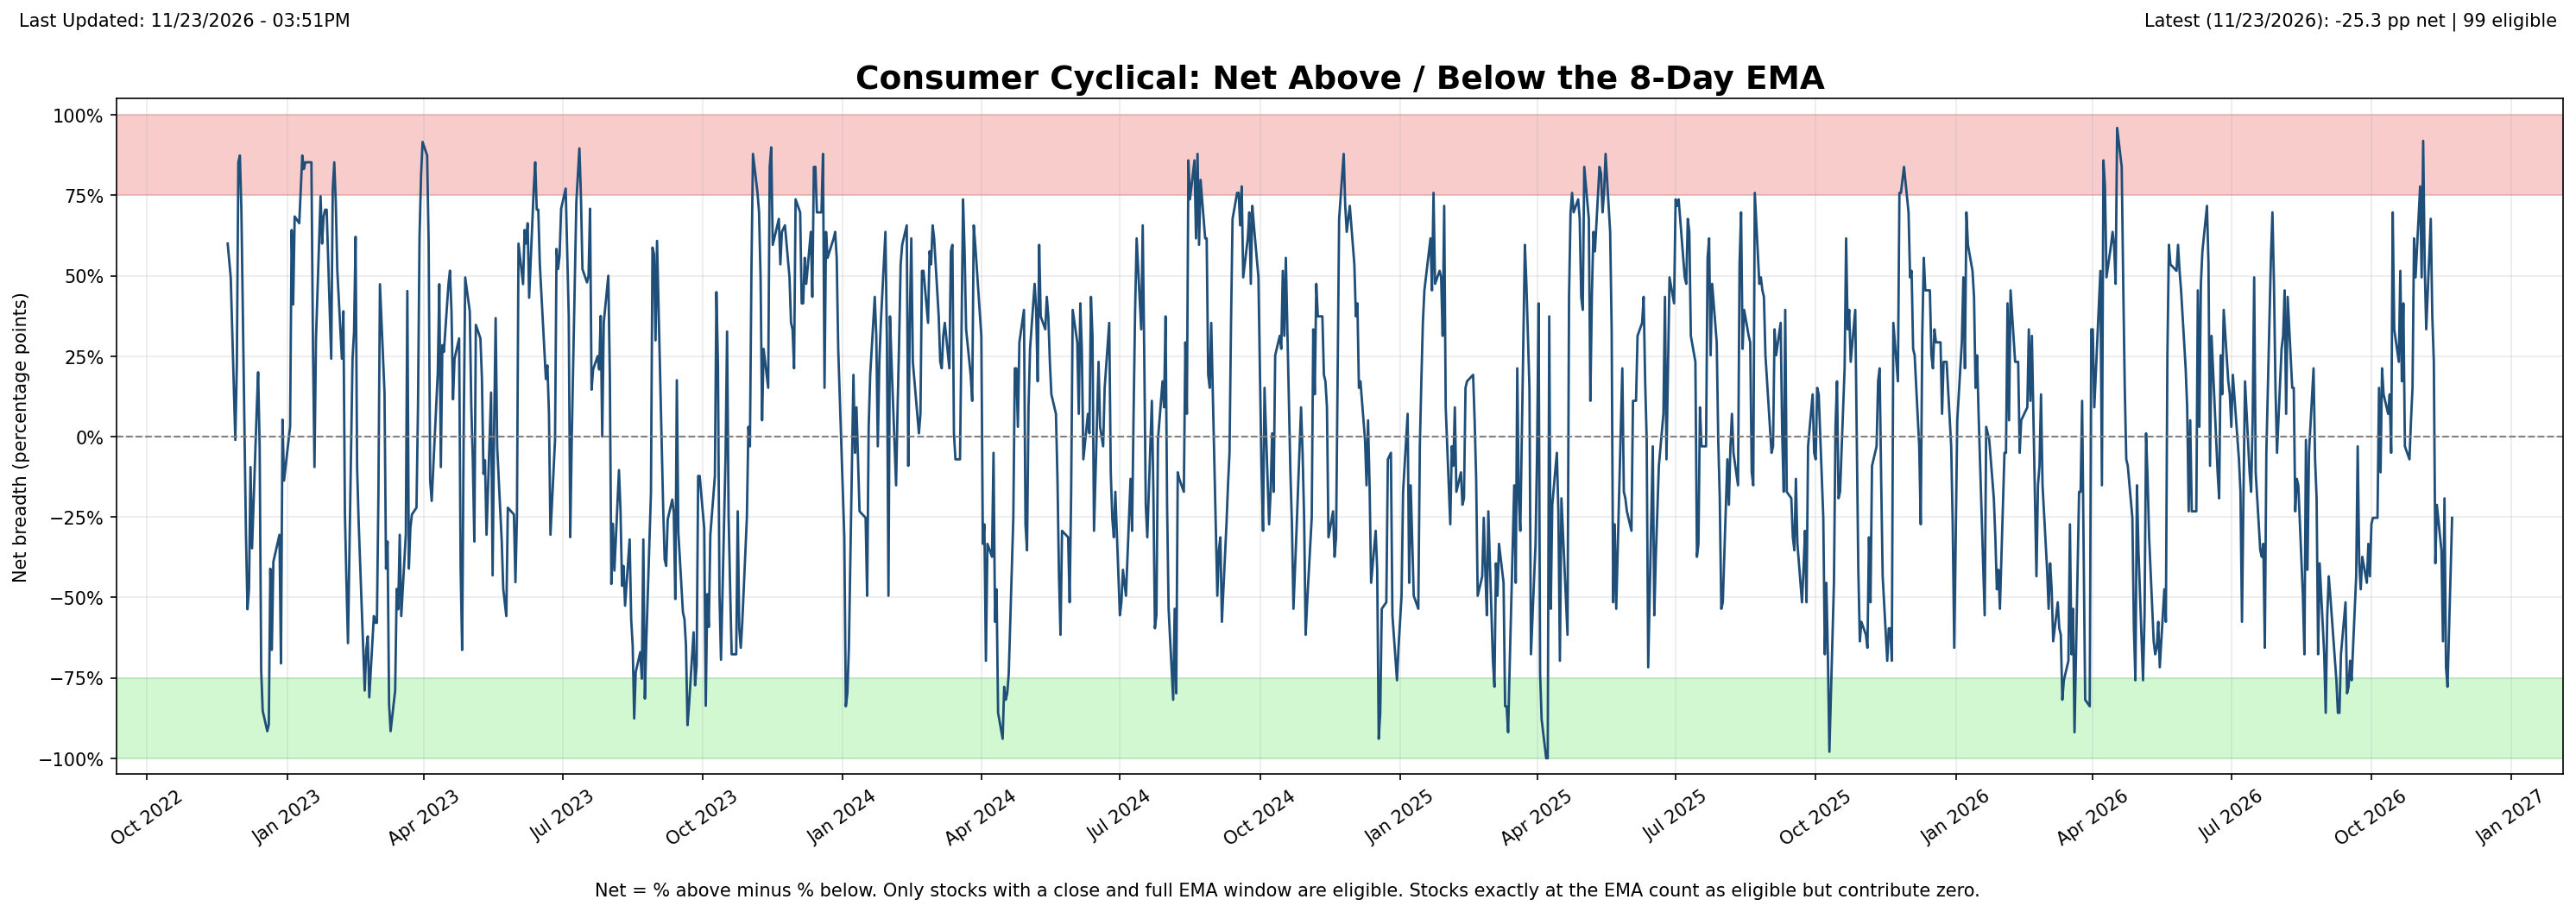 Last Updated: 11/23/2026 - 03:51PM
Latest (11/23/2026): -25.3 pp net | 99 eligible
Consumer Cyclical: Net Above / Below the 8-Day EMA
Net breadth (percentage points)
100%
75%
50%
25%
0%
−25%
−50%
−75%
−100%
Oct 2022
Jan 2023
Apr 2023
Jul 2023
Oct 2023
Jan 2024
Apr 2024
Jul 2024
Oct 2024
Jan 2025
Apr 2025
Jul 2025
Oct 2025
Jan 2026
Apr 2026
Jul 2026
Oct 2026
Jan 2027
Net = % above minus % below. Only stocks with a close and full EMA window are eligible. Stocks exactly at the EMA count as eligible but contribute zero.